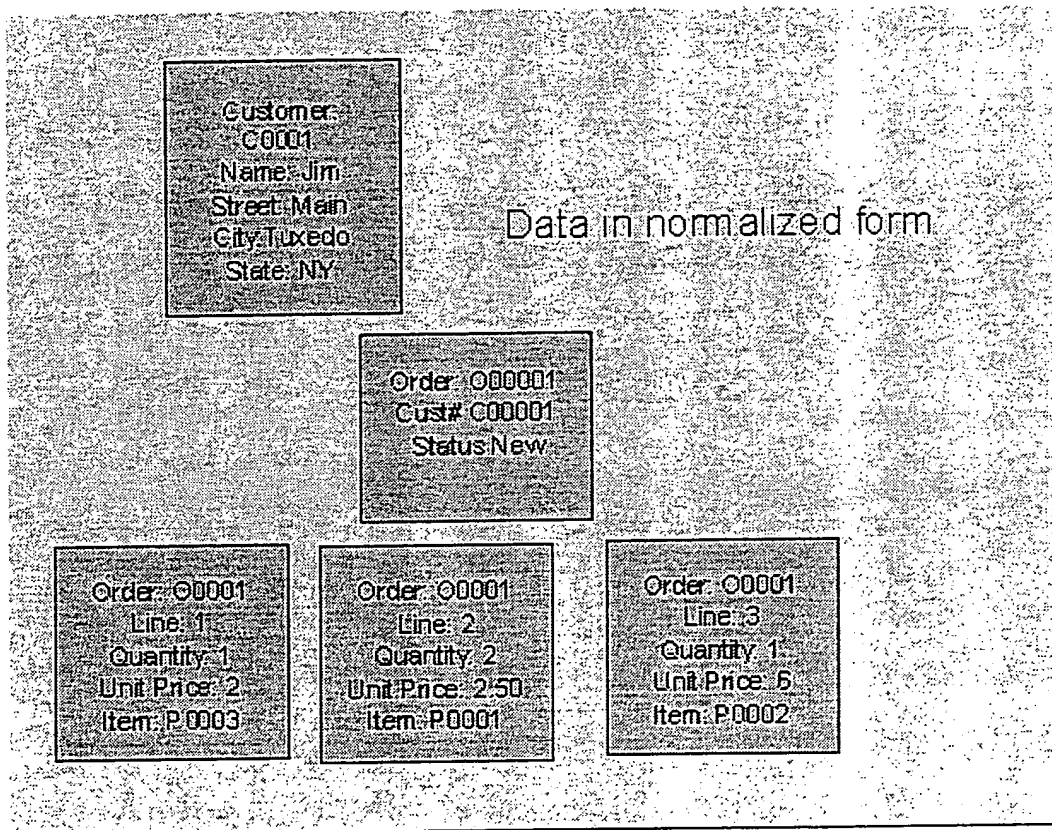 Customer:
C0001
Name: Jim
Street: Main
City:Tuxedo
State: NY
Data in normalized form
Order: O00001
Cust# C00001
Status:New
Order: O0001
Line: 1
Quantity: 1
Unit Price: 2
Item: P0003
Order: O0001
Line: 2
Quantity: 2
Unit Price: 2.50
Item: P0001
Order: O0001
Line: 3
Quantity: 1
Unit Price: 6
Item: P0002